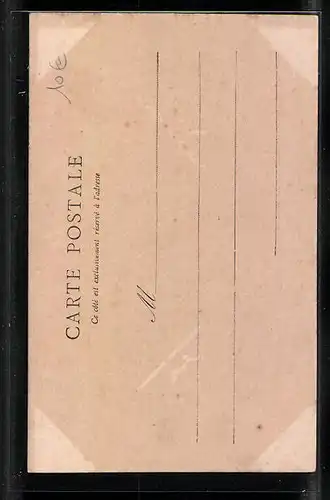 10€
CARTE POSTALE
Ce côté est exclusivement réservé à l'adresse
M